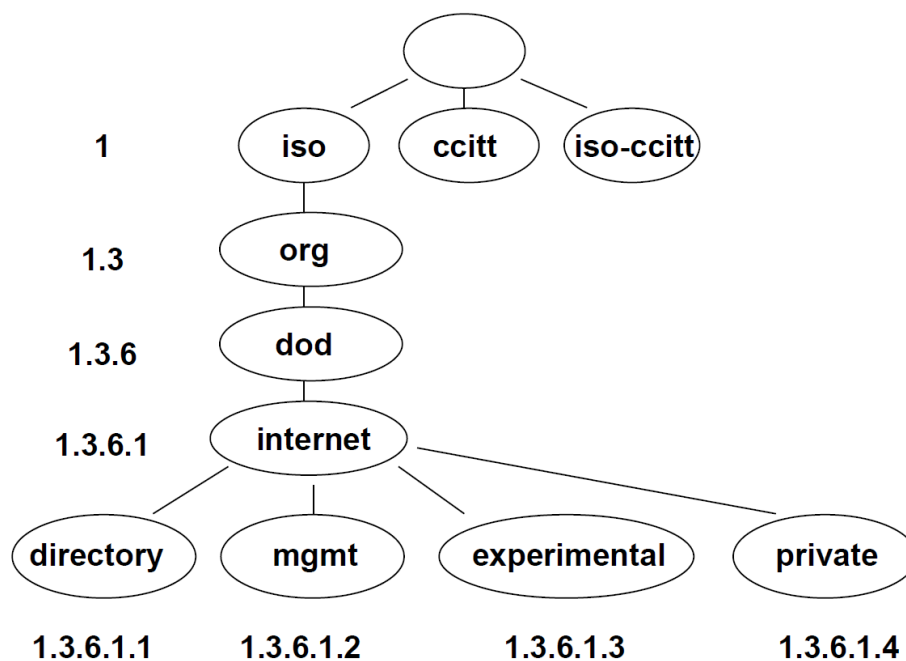 1 iso ccitt iso-ccitt
1.3 org
1.3.6 dod
1.3.6.1 internet
directory mgmt experimental private
1.3.6.1.1 1.3.6.1.2 1.3.6.1.3 1.3.6.1.4